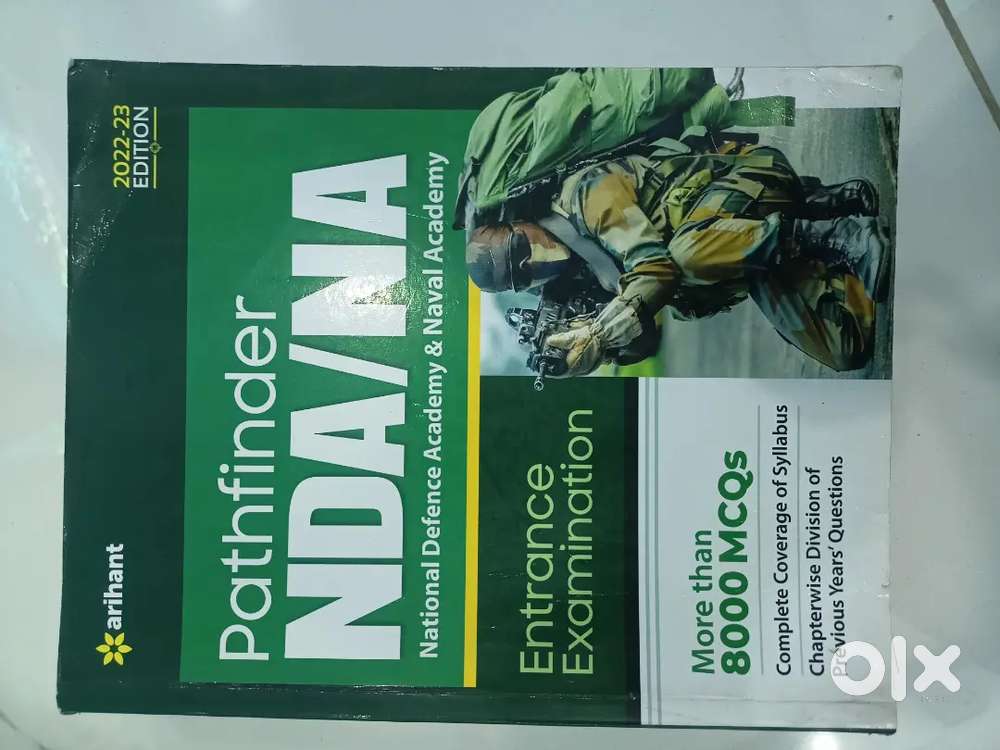 arihant
2022-23
EDITION
Pathfinder
NDA/NA
National Defence Academy & Naval Academy
Entrance
Examination
More than
8000 MCQs
Complete Coverage of Syllabus
Chapterwise Division of
Previous Years' Questions
olx